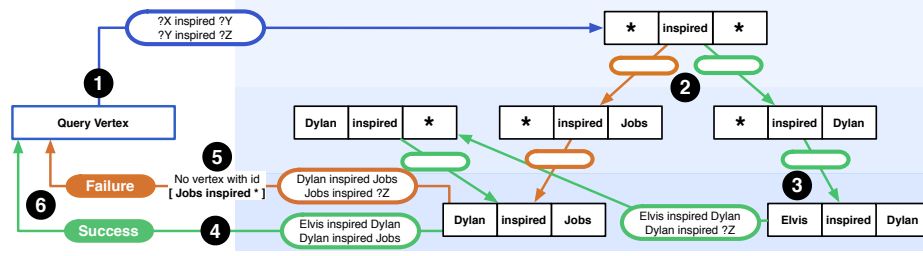 ?X inspired ?Y
?Y inspired ?Z
* inspired *
1
2
Query Vertex
Dylan inspired *
* inspired Jobs
* inspired Dylan
5
No vertex with id
[ Jobs inspired * ]
Failure
Dylan inspired Jobs
Jobs inspired ?Z
3
6
Success
4
Elvis inspired Dylan
Dylan inspired Jobs
Dylan inspired Jobs
Elvis inspired Dylan
Dylan inspired ?Z
Elvis inspired Dylan